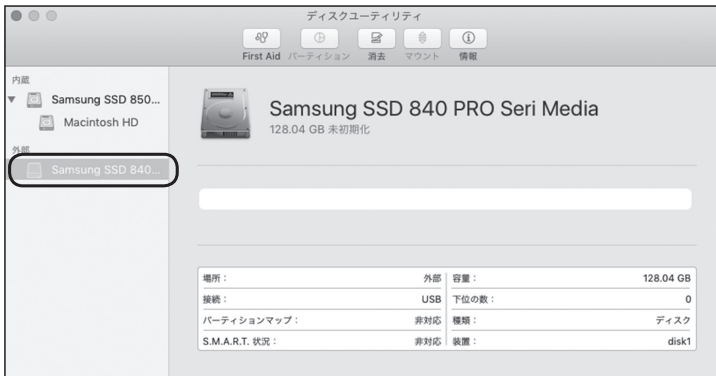 ディスクユーティリティ
First Aid パーティション 消去 マウント 情報
内蔵
Samsung SSD 850...
Macintosh HD
外部
Samsung SSD 840...
Samsung SSD 840 PRO Seri Media
128.04 GB 未初期化
場所： 外部 容量： 128.04 GB
接続： USB 下位の数： 0
パーティションマップ： 非対応 種類： ディスク
S.M.A.R.T. 状況： 非対応 装置： disk1